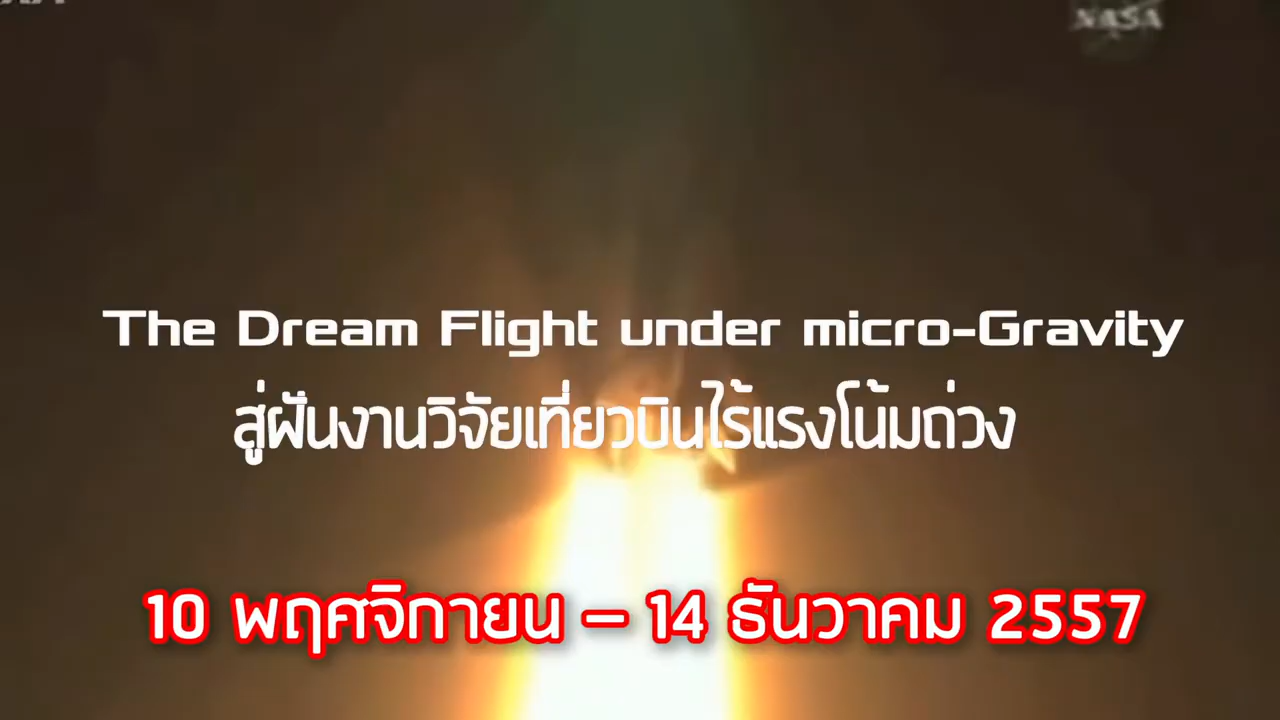 NASA
The Dream Flight under micro-Gravity
สู่ฝันงานวิจัยเที่ยวบินไร้แรงโน้มถ่วง
10 พฤศจิกายน – 14 ธันวาคม 2557